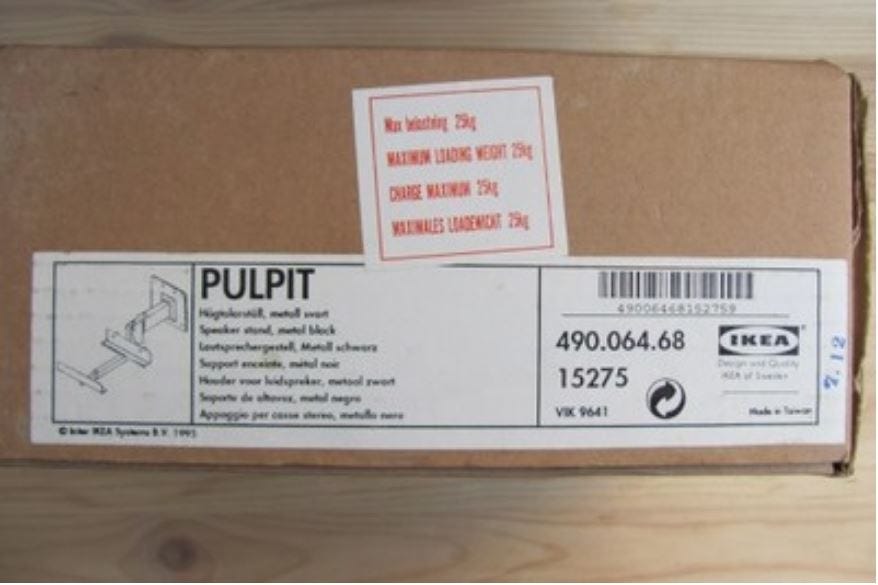 Max belastning 25kg
MAXIMUM LOADING WEIGHT 25kg
CHARGE MAXIMUM 25kg
MAXIMALES LOADEWICHT 25kg
PULPIT
Högtalarställ, metall svart
Speaker stand, metal black
Lautsprechergestell, Metall schwarz
Support enceinte, métal noir
Houder voor luidspreker, metaal zwart
Soporte de altavoz, metal negro
Appoggio per casse stereo, metallo nero
© Inter IKEA Systems B.V. 1995
49006468152759
490.064.68
15275
VIK 9641
IKEA
Design and Quality
IKEA of Sweden
Made in Taiwan
2.12